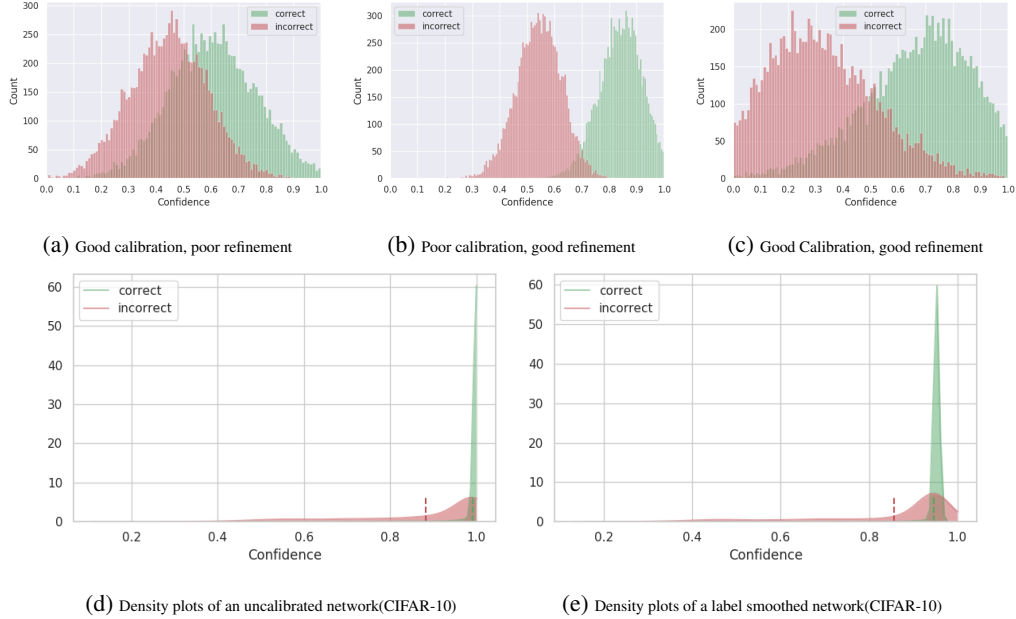 correct
incorrect
Count
300
250
200
150
100
50
0
0.0 0.1 0.2 0.3 0.4 0.5 0.6 0.7 0.8 0.9 1.0
Confidence
correct
incorrect
Count
300
250
200
150
100
50
0
0.0 0.1 0.2 0.3 0.4 0.5 0.6 0.7 0.8 0.9 1.0
Confidence
correct
incorrect
Count
200
150
100
50
0
0.0 0.1 0.2 0.3 0.4 0.5 0.6 0.7 0.8 0.9 1.0
Confidence
(a) Good calibration, poor refinement
(b) Poor calibration, good refinement
(c) Good Calibration, good refinement
correct
incorrect
60
50
40
30
20
10
0
0.2 0.4 0.6 0.8 1.0
Confidence
correct
incorrect
60
50
40
30
20
10
0
0.2 0.4 0.6 0.8 1.0
Confidence
(d) Density plots of an uncalibrated network(CIFAR-10)
(e) Density plots of a label smoothed network(CIFAR-10)